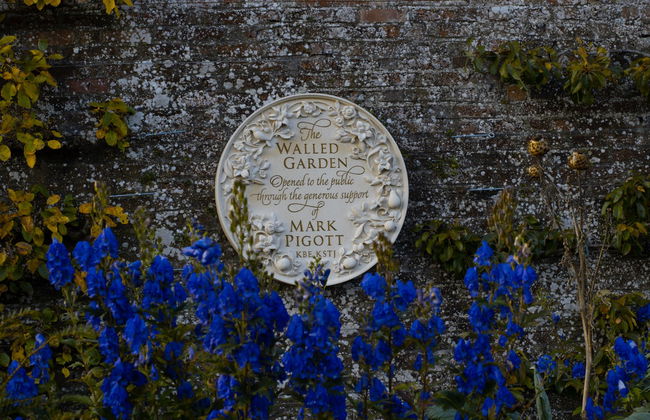 The
WALLED
GARDEN
Opened to the public
through the generous support
of
MARK
PIGOTT
KBE, KSTJ